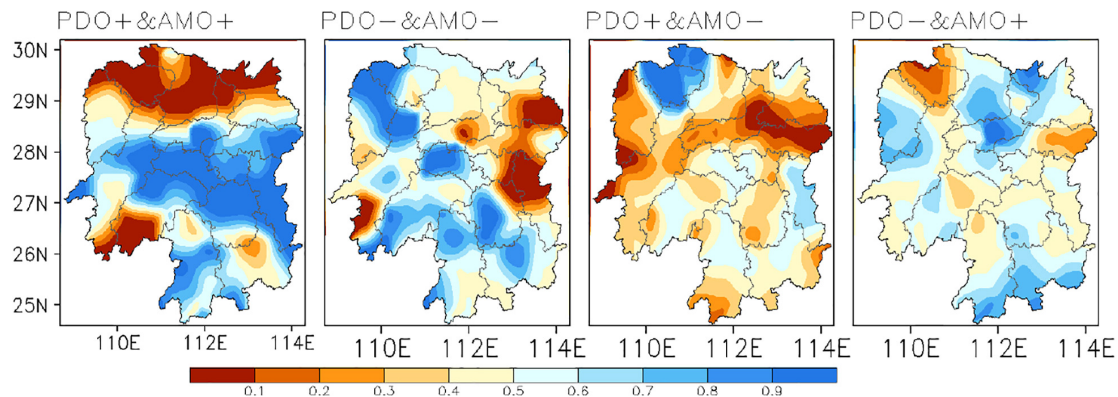 PDO+&AMO+ PDO-&AMO- PDO+&AMO- PDO-&AMO+
30N
29N
28N
27N
26N
25N
110E 112E 114E 110E 112E 114E 110E 112E 114E 110E 112E 114E
0.1 0.2 0.3 0.4 0.5 0.6 0.7 0.8 0.9